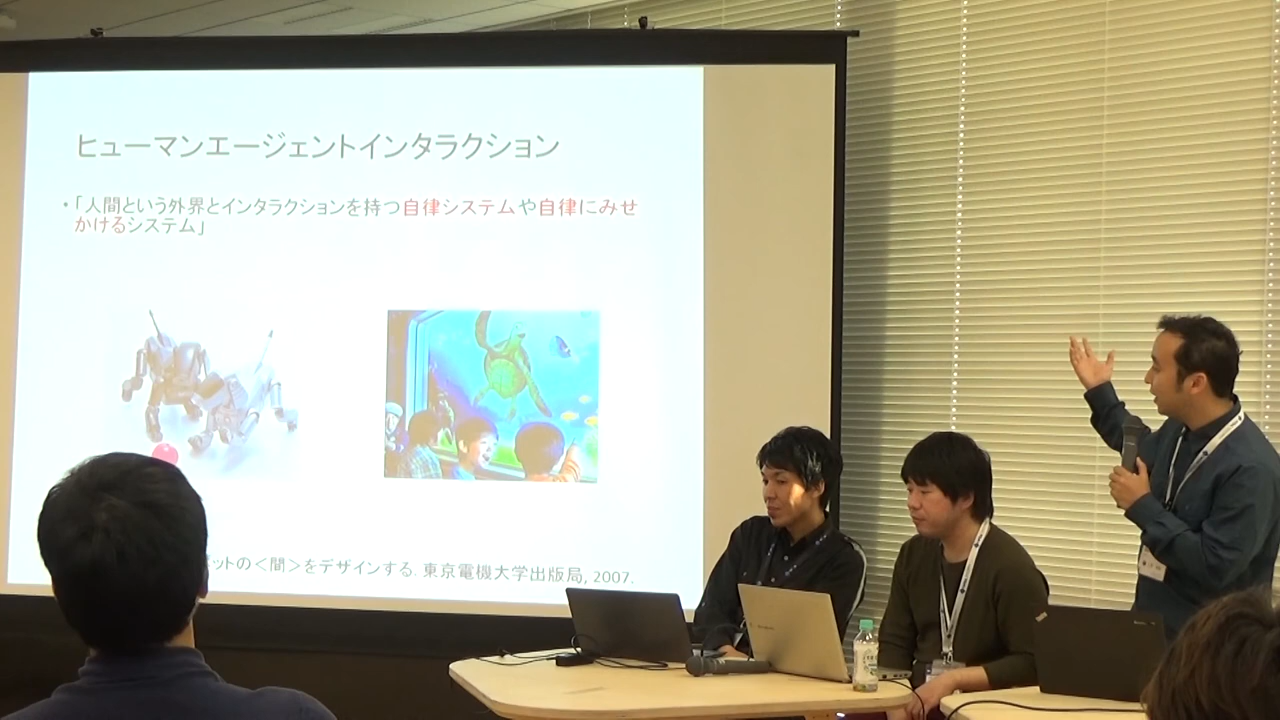 ヒューマンエージェントインタラクション
・「人間という外界とインタラクションを持つ自律システムや自律にみせ
かけるシステム」
ットの＜間＞をデザインする. 東京電機大学出版局, 2007.